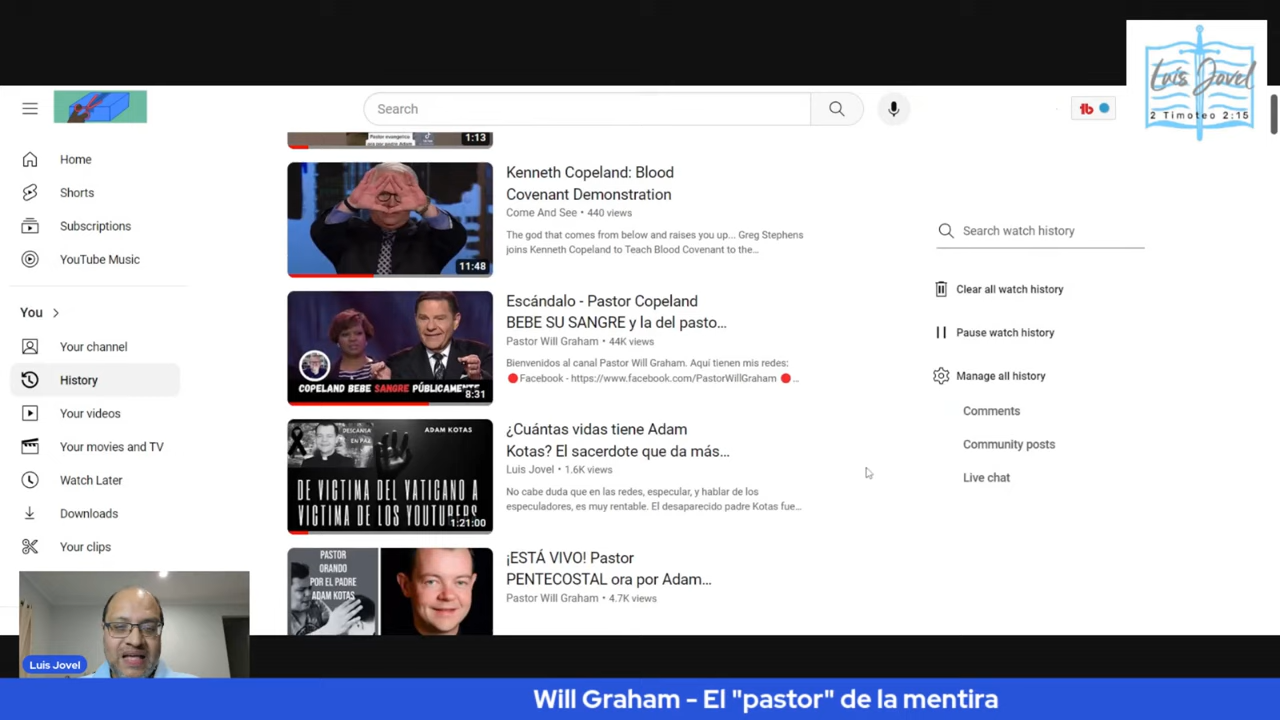 Luis Jovel
2 Timoteo 2:15
Search
Home
Shorts
Subscriptions
YouTube Music
You
Your channel
History
Your videos
Your movies and TV
Watch Later
Downloads
Your clips
1:13
11:48
Kenneth Copeland: Blood
Covenant Demonstration
Come And See • 440 views
The god that comes from below and raises you up... Greg Stephens
joins Kenneth Copeland to Teach Blood Covenant to the...
COPELAND BEBE SANGRE PÚBLICAMENTE
8:31
Escándalo - Pastor Copeland
BEBE SU SANGRE y la del pasto...
Pastor Will Graham • 44K views
Bienvenidos al canal Pastor Will Graham. Aquí tienen mis redes:
🔴Facebook - https://www.facebook.com/PastorWillGraham 🔴...
DESCANSA
EN PAZ
ADAM KOTAS
DE VICTIMA DEL VATICANO A
VICTIMA DE LOS YOUTUBERS
1:21:00
¿Cuántas vidas tiene Adam
Kotas? El sacerdote que da más...
Luis Jovel • 1.6K views
No cabe duda que en las redes, especular, y hablar de los
especuladores, es muy rentable. El desaparecido padre Kotas fue...
PASTOR
ORANDO
POR EL PADRE
ADAM KOTAS
¡ESTÁ VIVO! Pastor
PENTECOSTAL ora por Adam...
Pastor Will Graham • 4.7K views
Search watch history
Clear all watch history
Pause watch history
Manage all history
Comments
Community posts
Live chat
Luis Jovel
Will Graham - El "pastor" de la mentira